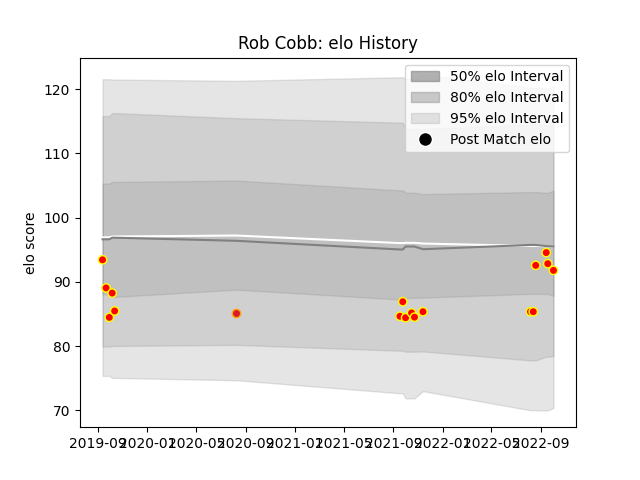 Rob Cobb: elo History
50% elo Interval
80% elo Interval
95% elo Interval
Post Match elo
elo score
120
110
100
90
80
70
2019-09 2020-01 2020-05 2020-09 2021-01 2021-05 2021-09 2022-01 2022-05 2022-09